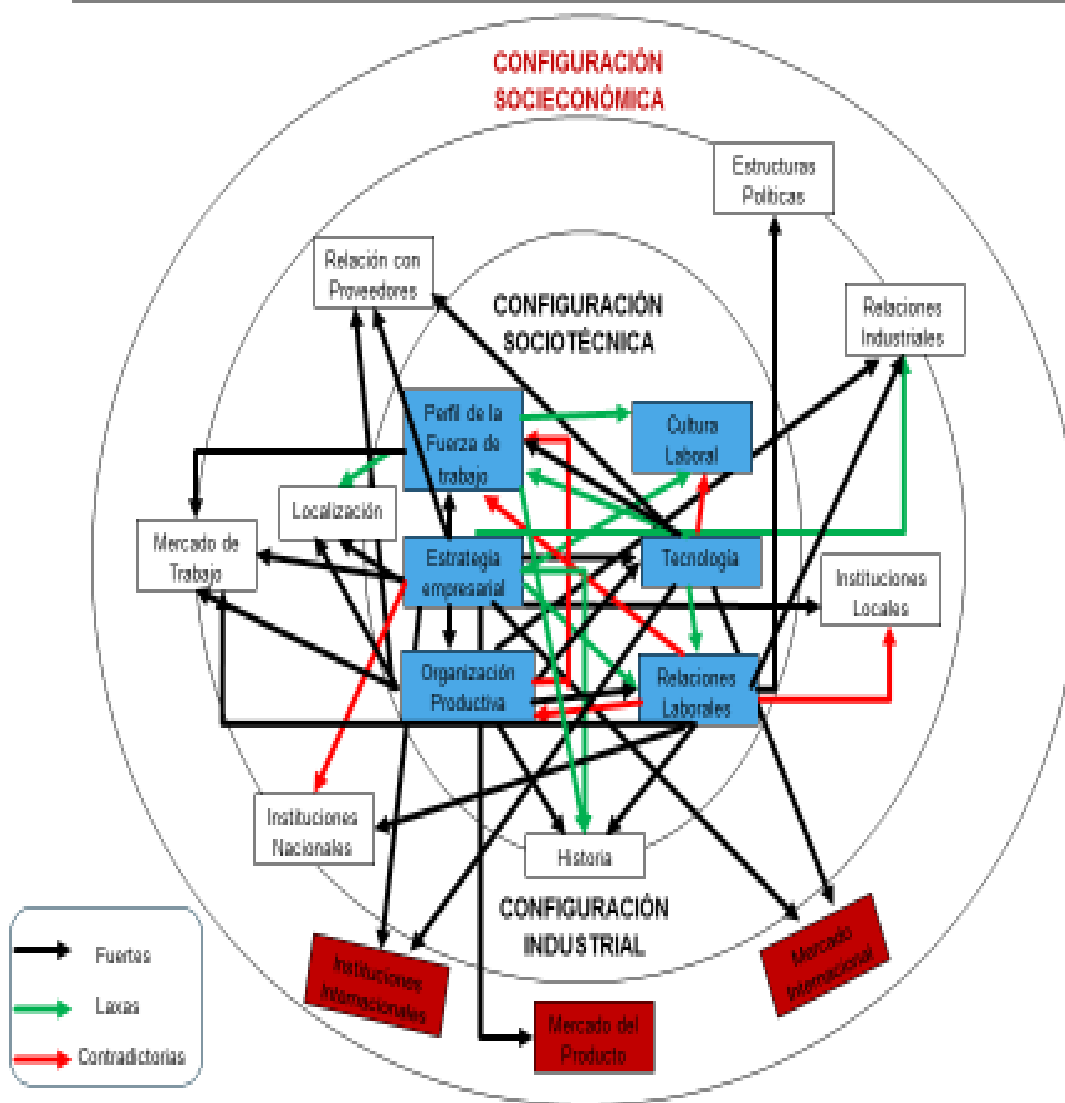 CONFIGURACIÓN
SOCIECONÓMICA
Estructuras
Políticas
Relación con
Proveedores
CONFIGURACIÓN
SOCIOTÉCNICA
Relaciones
Industriales
Perfil de la
Fuerza de
trabajo
Cultura
Laboral
Localización
Mercado de
Trabajo
Estrategia
empresarial
Tecnología
Instituciones
Locales
Organización
Productiva
Relaciones
Laborales
Instituciones
Nacionales
Historia
CONFIGURACIÓN
INDUSTRIAL
Fuertes
Laxas
Contradictorias
Instituciones
Internacionales
Mercado
Internacional
Mercado del
Producto